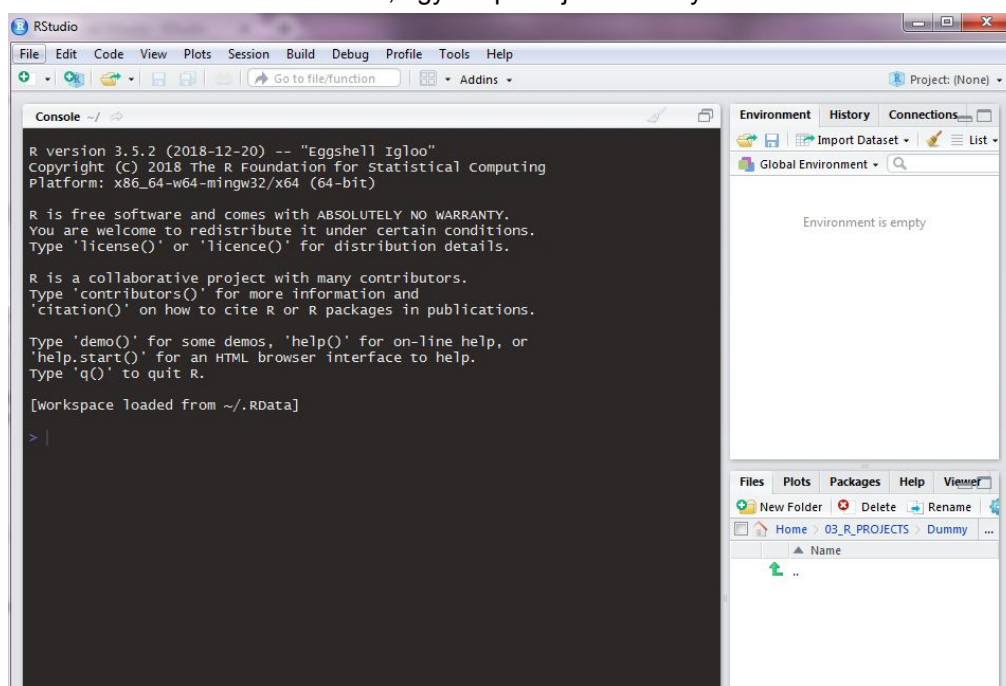 RStudio
File Edit Code View Plots Session Build Debug Profile Tools Help
Go to file/function Addins Project: (None)
Console ~/
R version 3.5.2 (2018-12-20) -- "Eggshell Igloo"
Copyright (C) 2018 The R Foundation for Statistical Computing
Platform: x86_64-w64-mingw32/x64 (64-bit)
R is free software and comes with ABSOLUTELY NO WARRANTY.
You are welcome to redistribute it under certain conditions.
Type 'license()' or 'licence()' for distribution details.
R is a collaborative project with many contributors.
Type 'contributors()' for more information and
'citation()' on how to cite R or R packages in publications.
Type 'demo()' for some demos, 'help()' for on-line help, or
'help.start()' for an HTML browser interface to help.
Type 'q()' to quit R.
[Workspace loaded from ~/.RData]
>
Environment History Connections
Import Dataset List
Global Environment
Environment is empty
Files Plots Packages Help Viewer
New Folder Delete Rename
Home 03_R_PROJECTS Dummy ...
Name
..